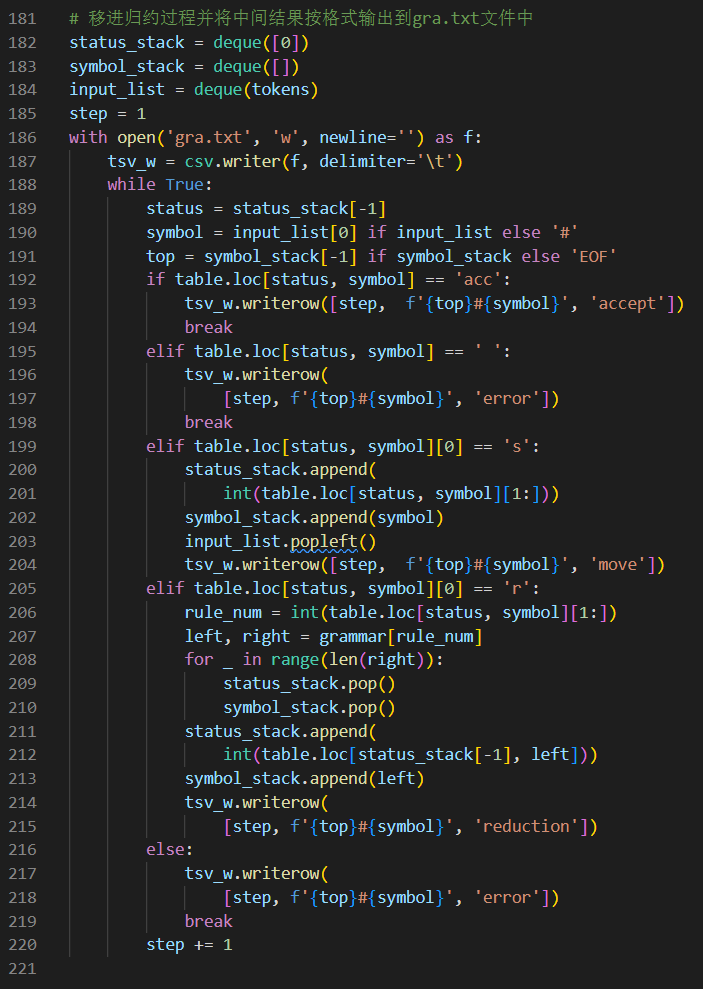 181 # 移进归约过程并将中间结果按格式输出到gra.txt文件中
182 status_stack = deque([0])
183 symbol_stack = deque([])
184 input_list = deque(tokens)
185 step = 1
186 with open('gra.txt', 'w', newline='') as f:
187     tsv_w = csv.writer(f, delimiter='\t')
188     while True:
189         status = status_stack[-1]
190         symbol = input_list[0] if input_list else '#'
191         top = symbol_stack[-1] if symbol_stack else 'EOF'
192         if table.loc[status, symbol] == 'acc':
193             tsv_w.writerow([step,  f'{top}#{symbol}', 'accept'])
194             break
195         elif table.loc[status, symbol] == ' ':
196             tsv_w.writerow(
197                 [step, f'{top}#{symbol}', 'error'])
198             break
199         elif table.loc[status, symbol][0] == 's':
200             status_stack.append(
201                 int(table.loc[status, symbol][1:]))
202             symbol_stack.append(symbol)
203             input_list.popleft()
204             tsv_w.writerow([step,  f'{top}#{symbol}', 'move'])
205         elif table.loc[status, symbol][0] == 'r':
206             rule_num = int(table.loc[status, symbol][1:])
207             left, right = grammar[rule_num]
208             for _ in range(len(right)):
209                 status_stack.pop()
210                 symbol_stack.pop()
211             status_stack.append(
212                 int(table.loc[status_stack[-1], left]))
213             symbol_stack.append(left)
214             tsv_w.writerow(
215                 [step, f'{top}#{symbol}', 'reduction'])
216         else:
217             tsv_w.writerow(
218                 [step, f'{top}#{symbol}', 'error'])
219             break
220         step += 1
221